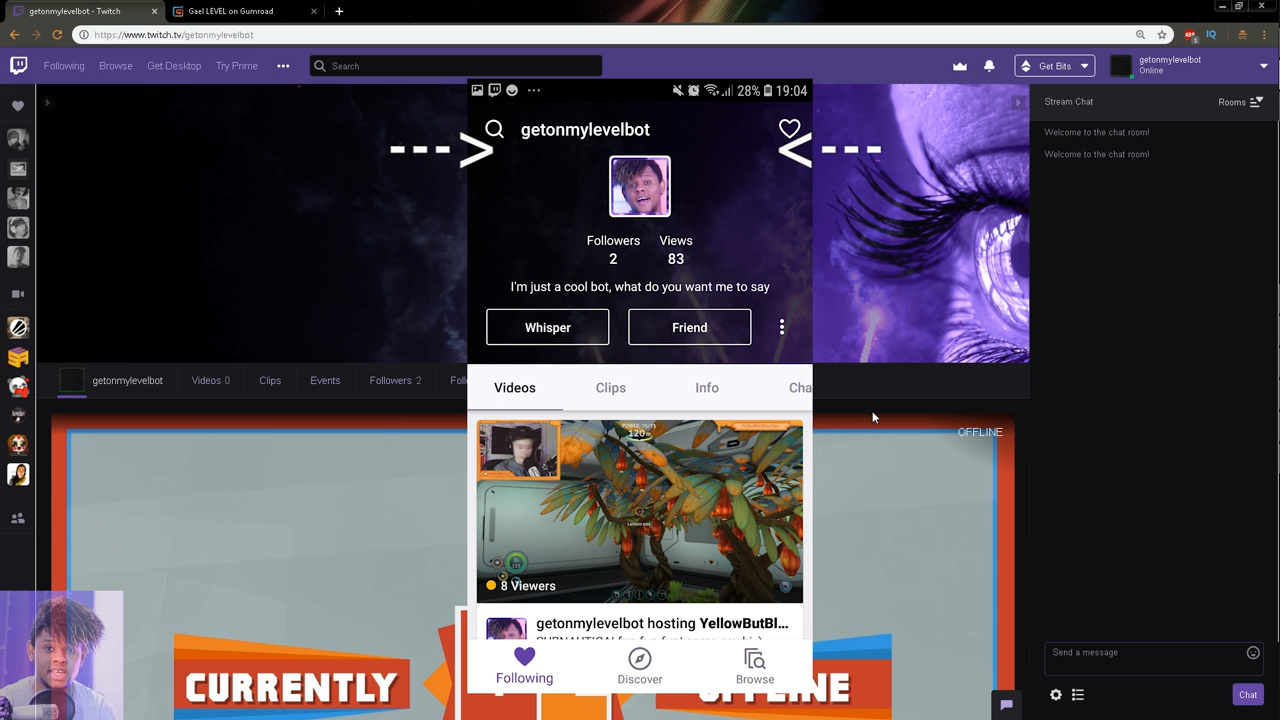 getonmylevelbot - Twitch
Gael LEVEL on Gumroad
https://www.twitch.tv/getonmylevelbot
Following
Browse
Get Desktop
Try Prime
Search
Get Bits
getonmylevelbot
Online
28% 19:04
getonmylevelbot
---> <---
Followers Views
2 83
I'm just a cool bot, what do you want me to say
Whisper
Friend
Videos
Clips
Info
Cha
8 Viewers
getonmylevelbot hosting YellowButBl...
Following
Discover
Browse
getonmylevelbot
Videos 0
Clips
Events
Followers 2
Foll
OFFLINE
CURRENTLY
OFFLINE
Stream Chat
Rooms
Welcome to the chat room!
Welcome to the chat room!
Send a message
Chat